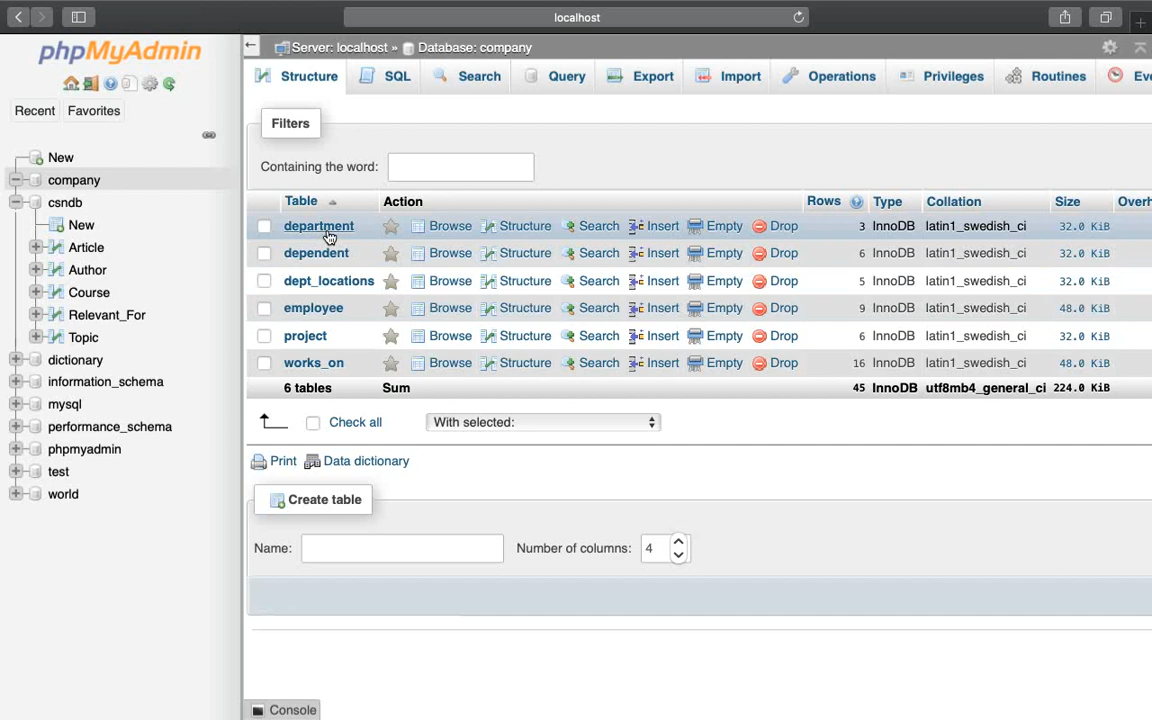 localhost
phpMyAdmin
Recent Favorites
New
company
csndb
New
Article
Author
Course
Relevant_For
Topic
dictionary
information_schema
mysql
performance_schema
phpmyadmin
test
world
Server: localhost » Database: company
Structure SQL Search Query Export Import Operations Privileges Routines Eve
Filters
Containing the word:
Table Action Rows Type Collation Size Overh
department Browse Structure Search Insert Empty Drop 3 InnoDB latin1_swedish_ci 32.0 KiB
dependent Browse Structure Search Insert Empty Drop 6 InnoDB latin1_swedish_ci 32.0 KiB
dept_locations Browse Structure Search Insert Empty Drop 5 InnoDB latin1_swedish_ci 32.0 KiB
employee Browse Structure Search Insert Empty Drop 9 InnoDB latin1_swedish_ci 48.0 KiB
project Browse Structure Search Insert Empty Drop 6 InnoDB latin1_swedish_ci 32.0 KiB
works_on Browse Structure Search Insert Empty Drop 16 InnoDB latin1_swedish_ci 48.0 KiB
6 tables Sum 45 InnoDB utf8mb4_general_ci 224.0 KiB
Check all With selected:
Print Data dictionary
Create table
Name: Number of columns: 4
Console